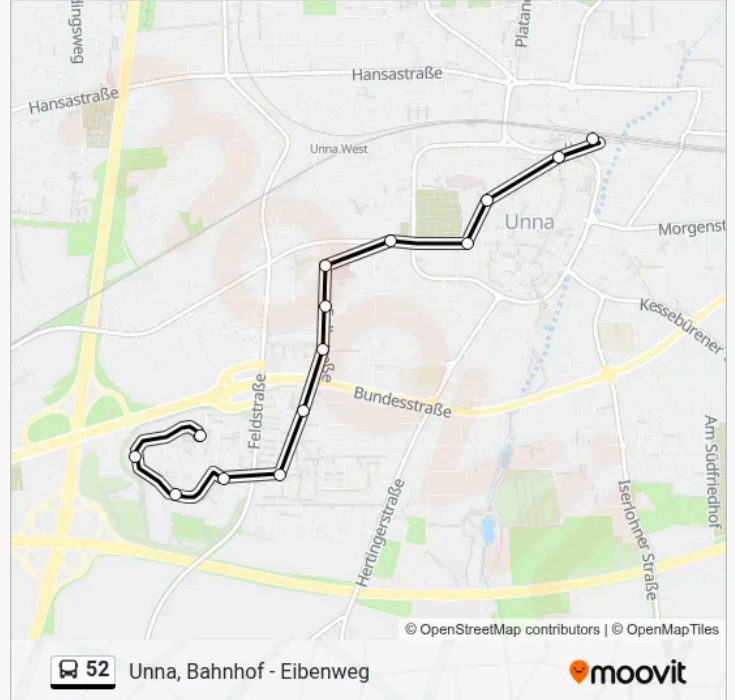 lingsweg
Platane
Hansastraße
Hansastraße
Unna West
Unna
Morgenst
Kessebürener
Bundesstraße
Feldstraße
Am Südfriedhof
Hertingerstraße
Iserlohner Straße
© OpenStreetMap contributors | © OpenMapTiles
52 Unna, Bahnhof - Eibenweg
moovit